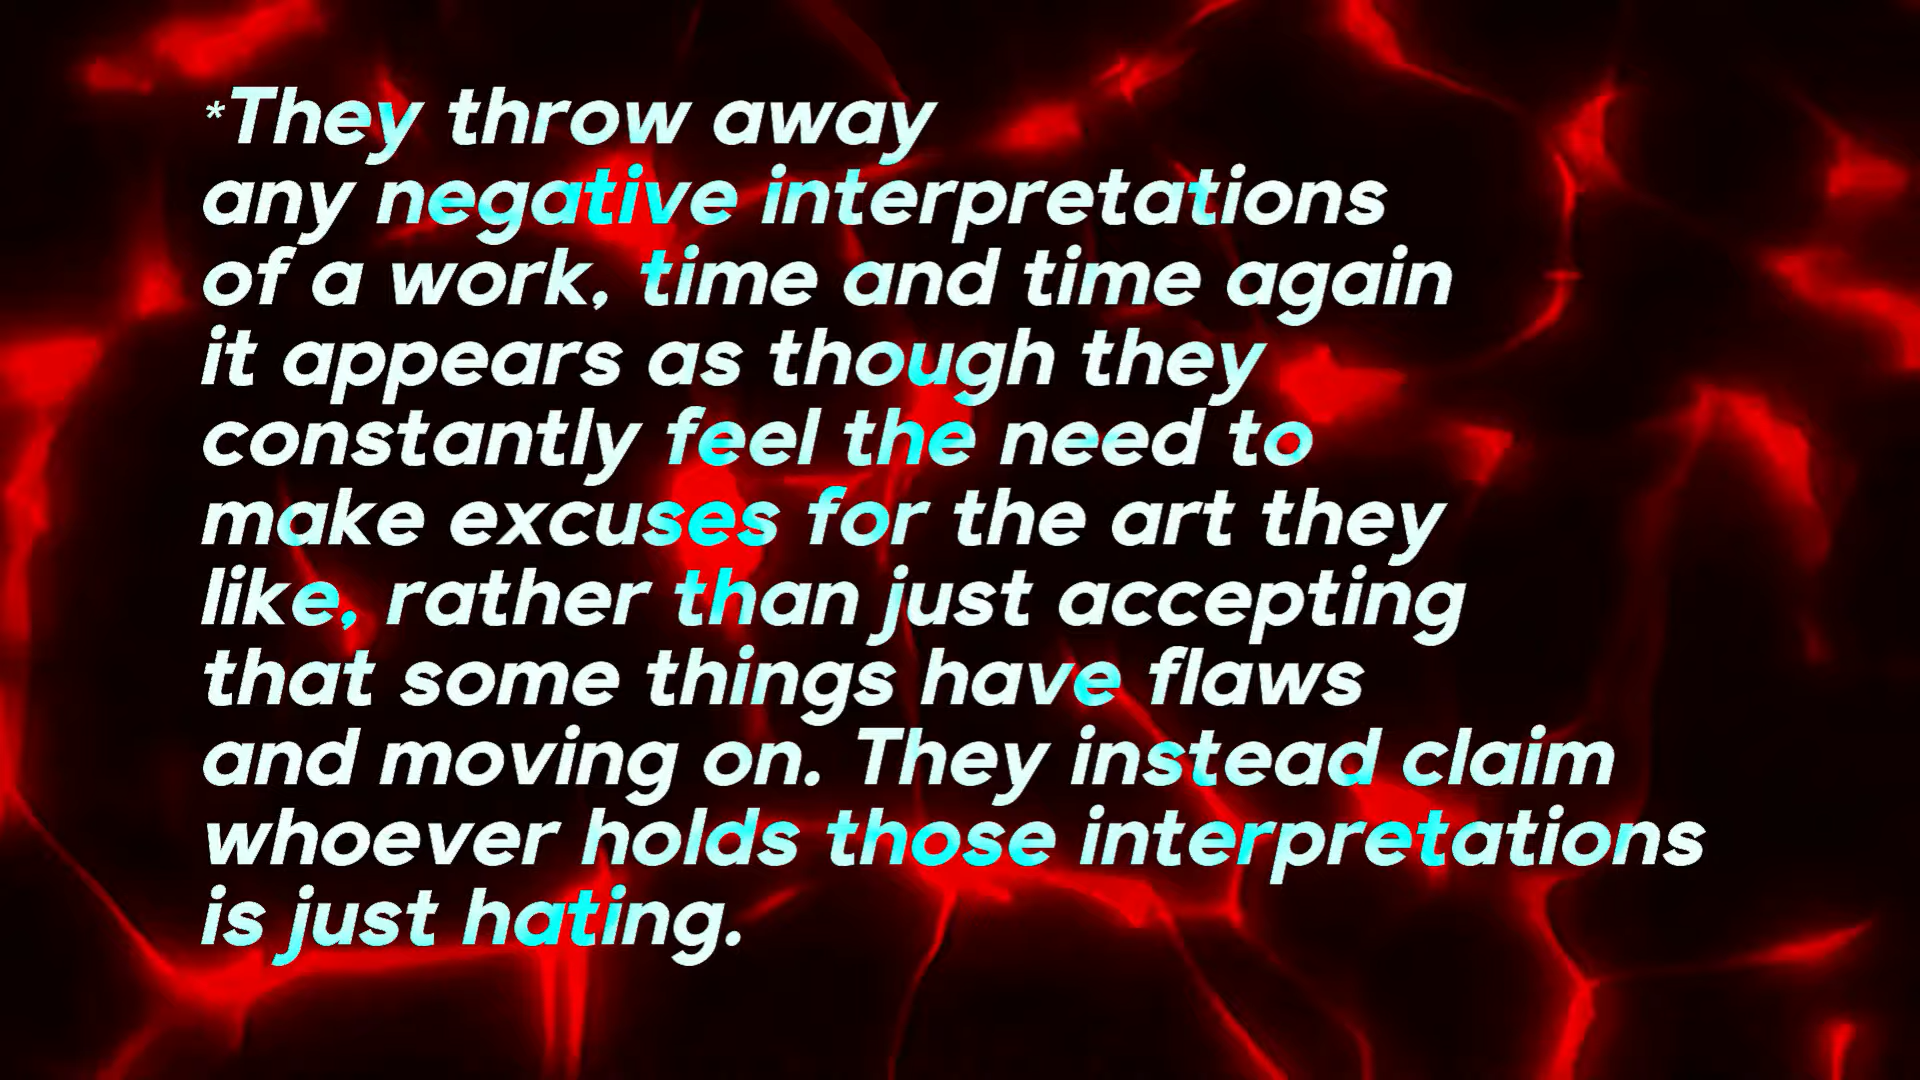 *They throw away
any negative interpretations
of a work, time and time again
it appears as though they
constantly feel the need to
make excuses for the art they
like, rather than just accepting
that some things have flaws
and moving on. They instead claim
whoever holds those interpretations
is just hating.